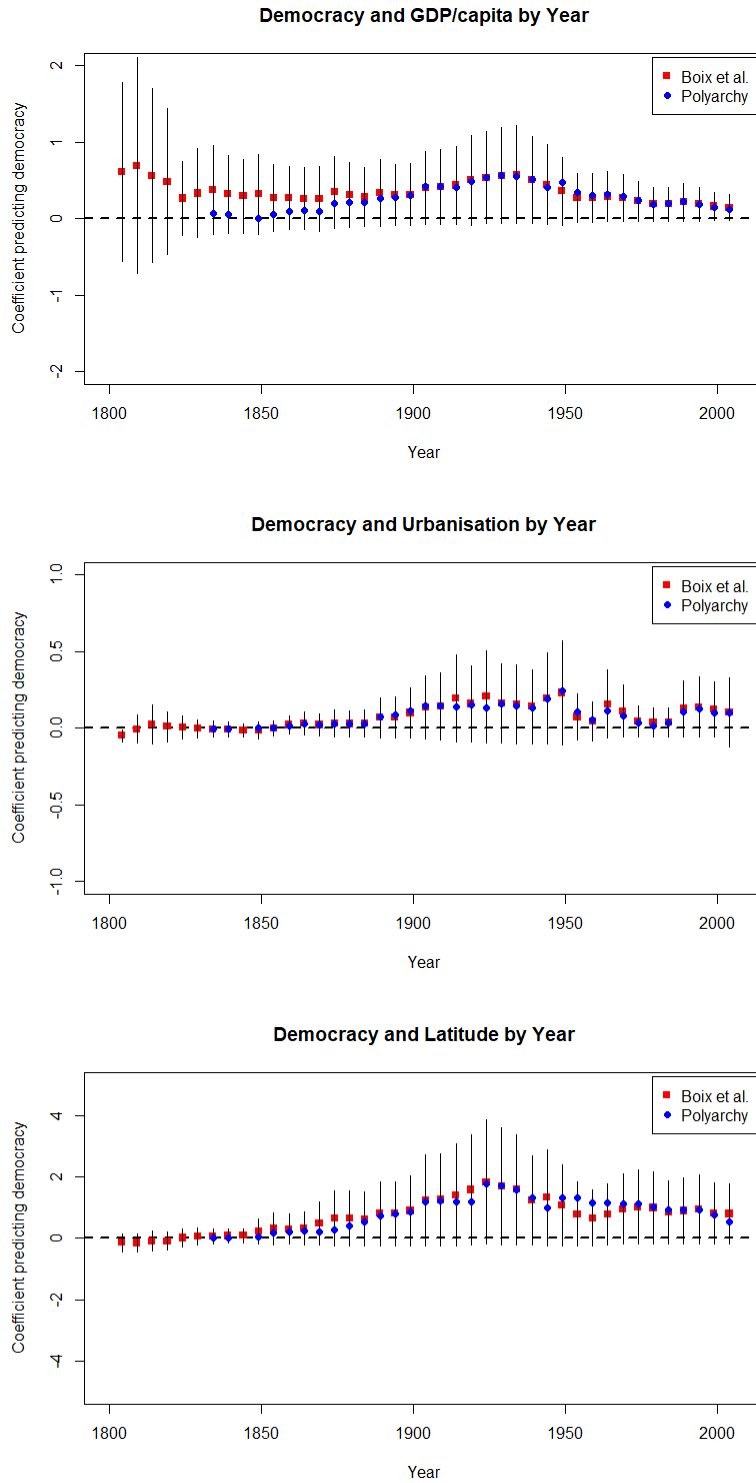 Democracy and GDP/capita by Year
Boix et al.
Polyarchy
Coefficient predicting democracy
2
1
0
-1
-2
1800 1850 1900 1950 2000
Year
Democracy and Urbanisation by Year
Boix et al.
Polyarchy
Coefficient predicting democracy
1.0
0.5
0.0
-0.5
-1.0
1800 1850 1900 1950 2000
Year
Democracy and Latitude by Year
Boix et al.
Polyarchy
Coefficient predicting democracy
4
2
0
-2
-4
1800 1850 1900 1950 2000
Year